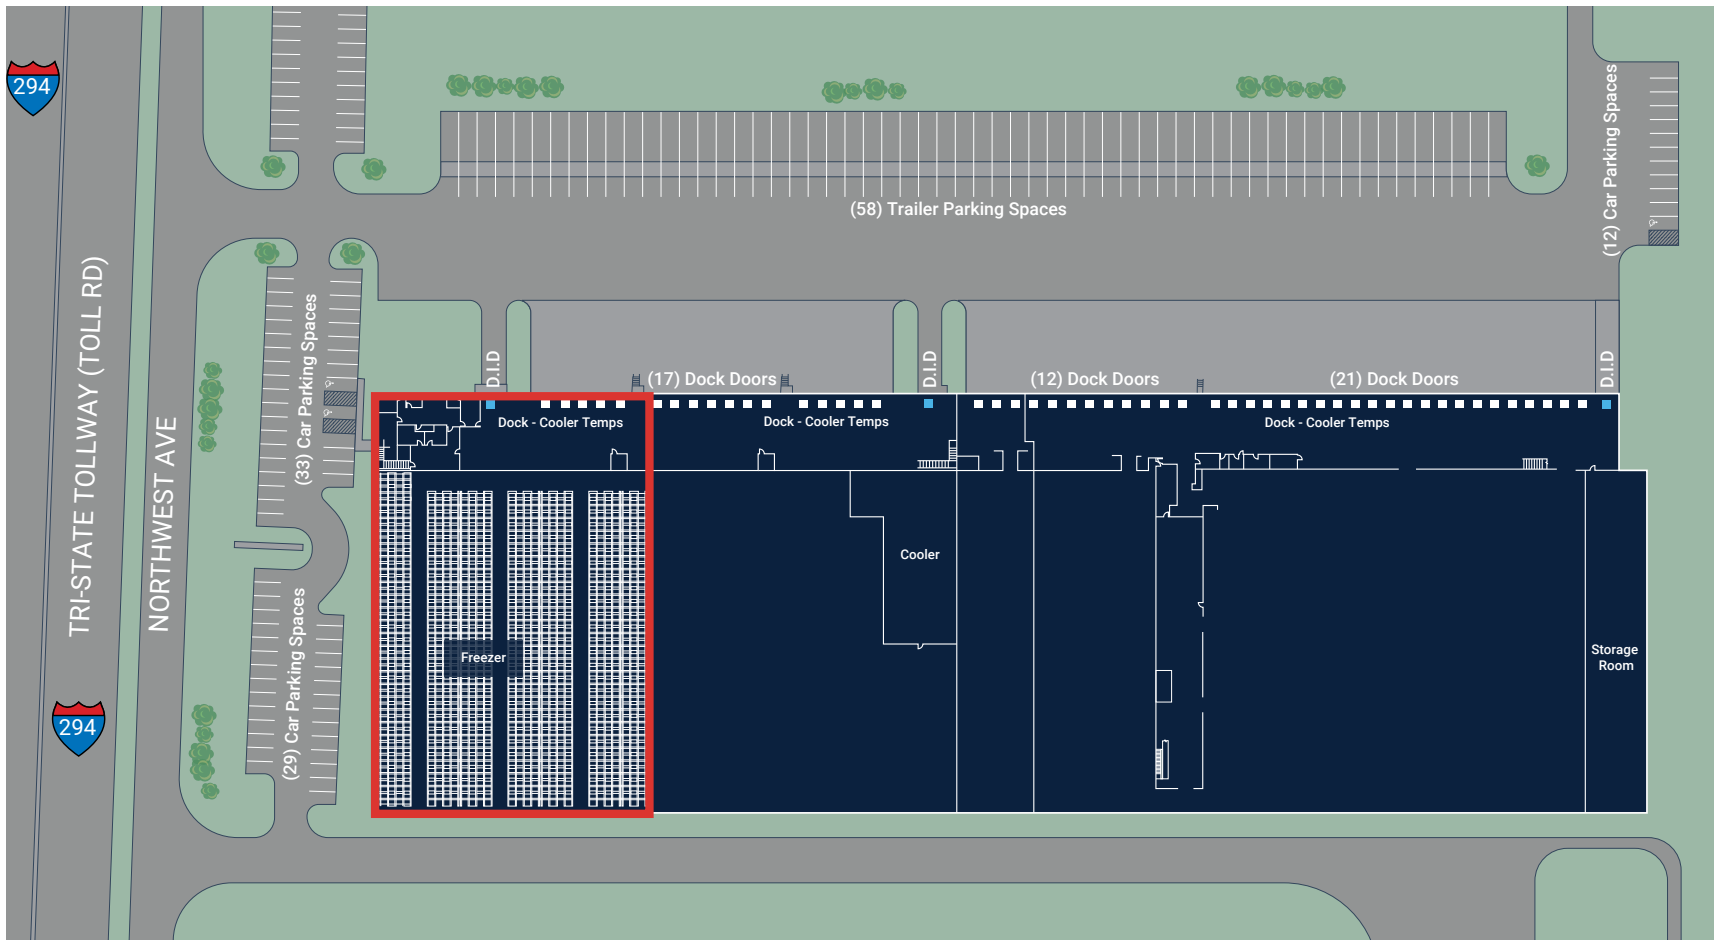 294
(12) Car Parking Spaces
(58) Trailer Parking Spaces
TRI-STATE TOLLWAY (TOLL RD)
NORTHWEST AVE
(33) Car Parking Spaces
D.I.D
(17) Dock Doors
D.I.D
(12) Dock Doors
(21) Dock Doors
D.I.D
Dock - Cooler Temps
Dock - Cooler Temps
Dock - Cooler Temps
Cooler
Freezer
Storage
Room
(29) Car Parking Spaces
294